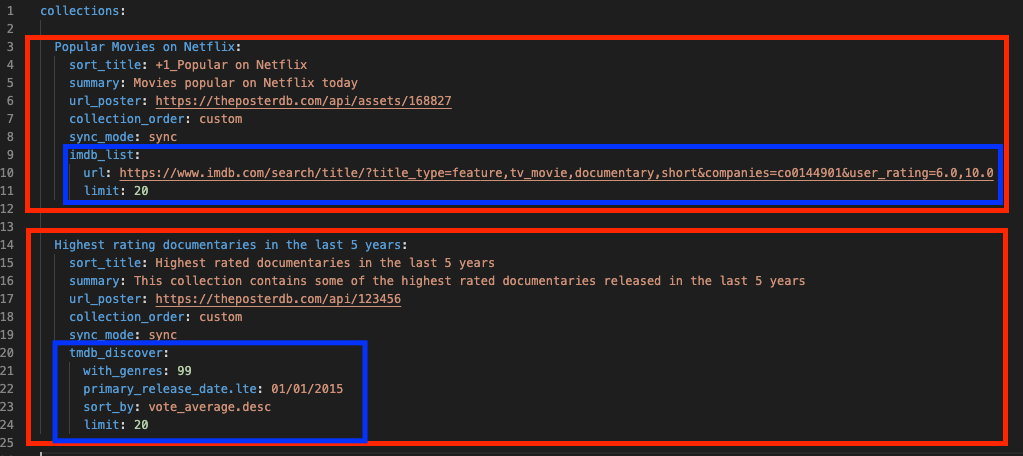 1 collections:
2
3 Popular Movies on Netflix:
4 sort_title: +1_Popular on Netflix
5 summary: Movies popular on Netflix today
6 url_poster: https://theposterdb.com/api/assets/168827
7 collection_order: custom
8 sync_mode: sync
9 imdb_list:
10 url: https://www.imdb.com/search/title/?title_type=feature,tv_movie,documentary,short&companies=co0144901&user_rating=6.0,10.0
11 limit: 20
12
13
14 Highest rating documentaries in the last 5 years:
15 sort_title: Highest rated documentaries in the last 5 years
16 summary: This collection contains some of the highest rated documentaries released in the last 5 years
17 url_poster: https://theposterdb.com/api/123456
18 collection_order: custom
19 sync_mode: sync
20 tmdb_discover:
21 with_genres: 99
22 primary_release_date.lte: 01/01/2015
23 sort_by: vote_average.desc
24 limit: 20
25